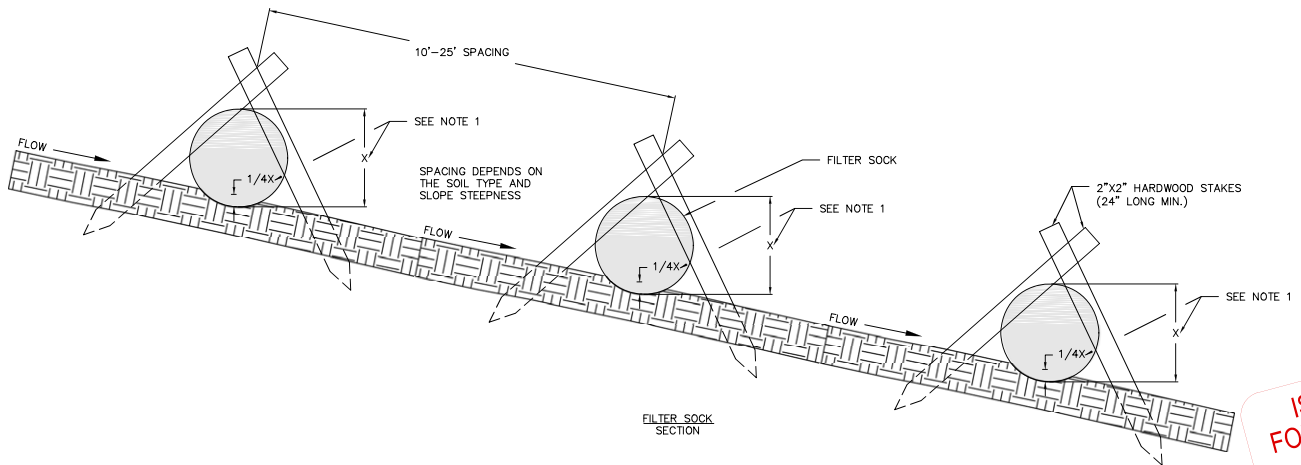 10'-25' SPACING
SEE NOTE 1
FLOW
X
1/4X
SPACING DEPENDS ON
THE SOIL TYPE AND
SLOPE STEEPNESS
FILTER SOCK
2"X2" HARDWOOD STAKES
(24" LONG MIN.)
SEE NOTE 1
FLOW
X
1/4X
SEE NOTE 1
FLOW
X
1/4X
FILTER SOCK
SECTION